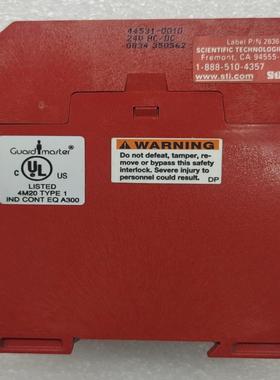 44531-0010
24V AC/DC
0834 350562
Label P/N 2836
SCIENTIFIC TECHNOLOGIES
Fremont, CA 94555-
1-888-510-4357
www.sti.com
Guardmaster
C UL US
LISTED
4M20 TYPE 1
IND CONT EQ A300
WARNING
Do not defeat, tamper, re-
move or bypass this safety
interlock. Severe injury to
personnel could result.
DP